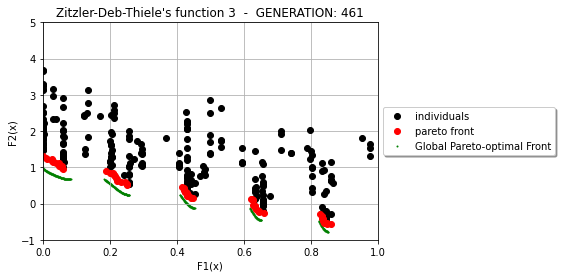 Zitzler-Deb-Thiele's function 3 - GENERATION: 461
5
4
3
2
1
0
−1
F2(x)
0.0 0.2 0.4 0.6 0.8 1.0
F1(x)
individuals
pareto front
Global Pareto-optimal Front